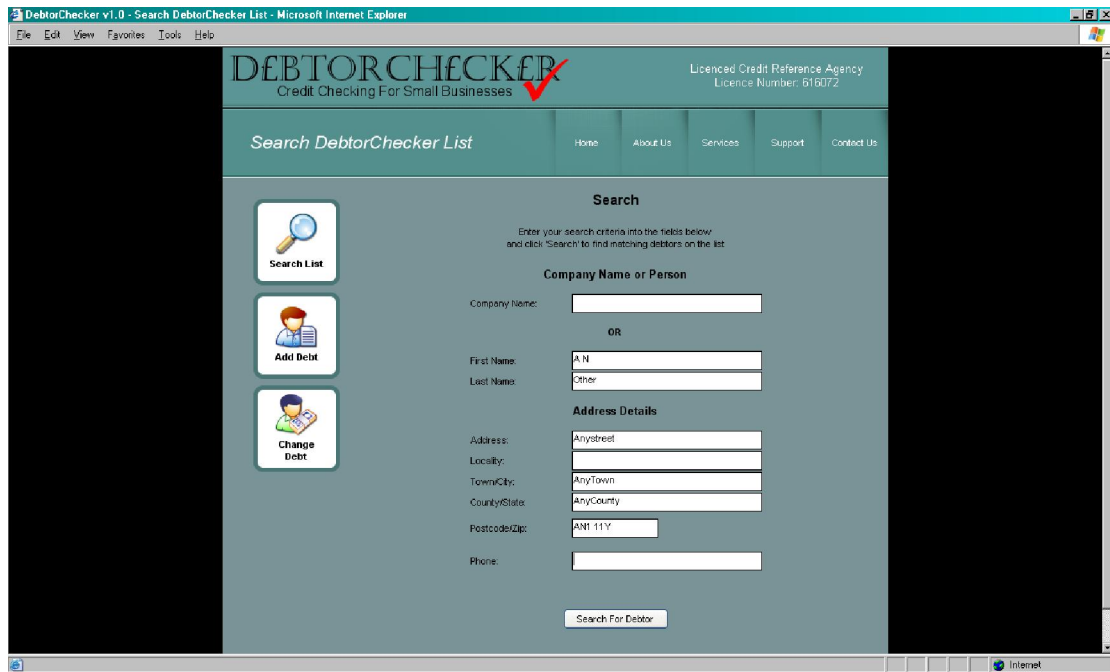 DebtorChecker v1.0 - Search DebtorChecker List - Microsoft Internet Explorer
File Edit View Favorites Tools Help
D£BTORCH£CK£R
Credit Checking For Small Businesses
Licenced Credit Reference Agency
Licence Number: 616072
Search DebtorChecker List
Home About Us Services Support Contact Us
Search
Enter your search criteria into the fields below
and click 'Search' to find matching debtors on the list
Search List
Add Debt
Change
Debt
Company Name or Person
Company Name:
OR
First Name: A N
Last Name: Other
Address Details
Address: Anystreet
Locality:
Town/City: AnyTown
County/State: AnyCounty
Postcode/Zip: AN1 11Y
Phone:
Search For Debtor
Internet